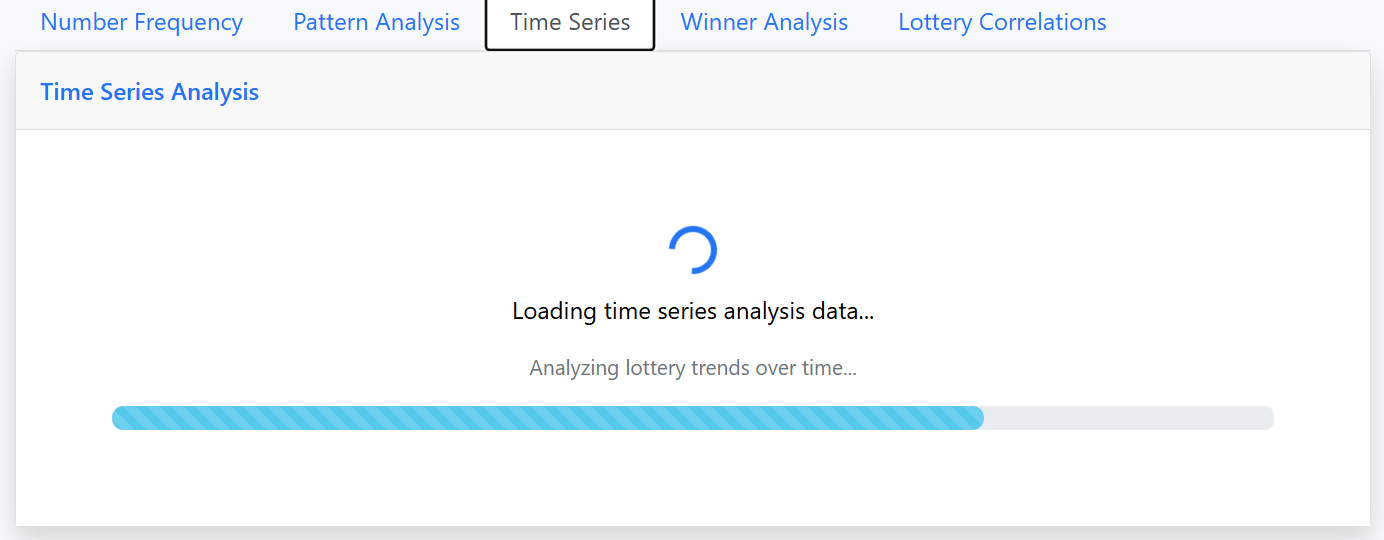 Number Frequency Pattern Analysis Time Series Winner Analysis Lottery Correlations
Time Series Analysis
Loading time series analysis data...
Analyzing lottery trends over time...